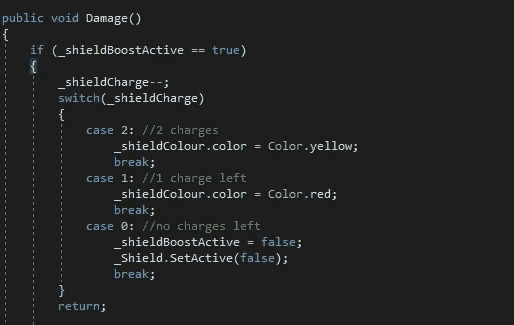 public void Damage()
{
if (_shieldBoostActive == true)
{
_shieldCharge--;
switch(_shieldCharge)
{
case 2: //2 charges
_shieldColour.color = Color.yellow;
break;
case 1: //1 charge left
_shieldColour.color = Color.red;
break;
case 0: //no charges left
_shieldBoostActive = false;
_Shield.SetActive(false);
break;
}
return;